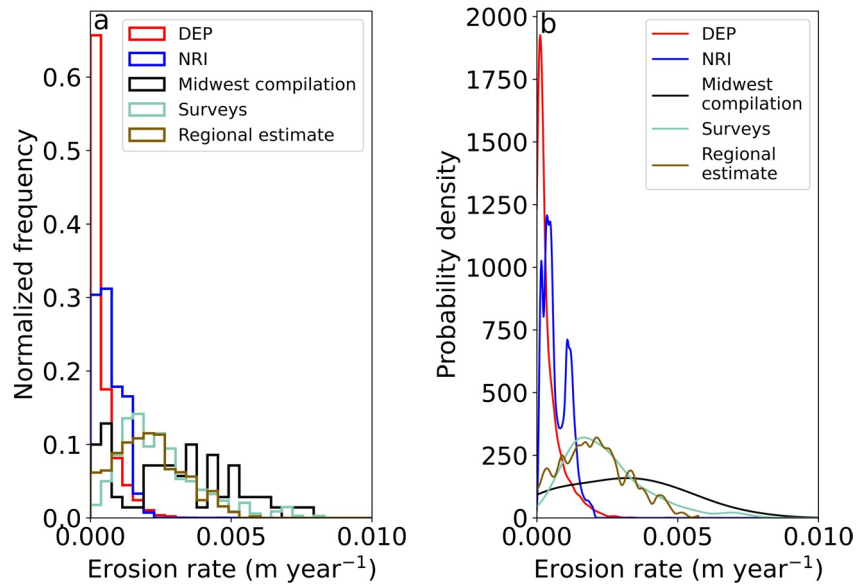 a
DEP
NRI
Midwest compilation
Surveys
Regional estimate
Normalized frequency
0.6
0.5
0.4
0.3
0.2
0.1
0.0
0.000
0.005
0.010
Erosion rate (m year⁻¹)
b
DEP
NRI
Midwest
compilation
Surveys
Regional
estimate
Probability density
2000
1750
1500
1250
1000
750
500
250
0
0.000
0.005
0.010
Erosion rate (m year⁻¹)